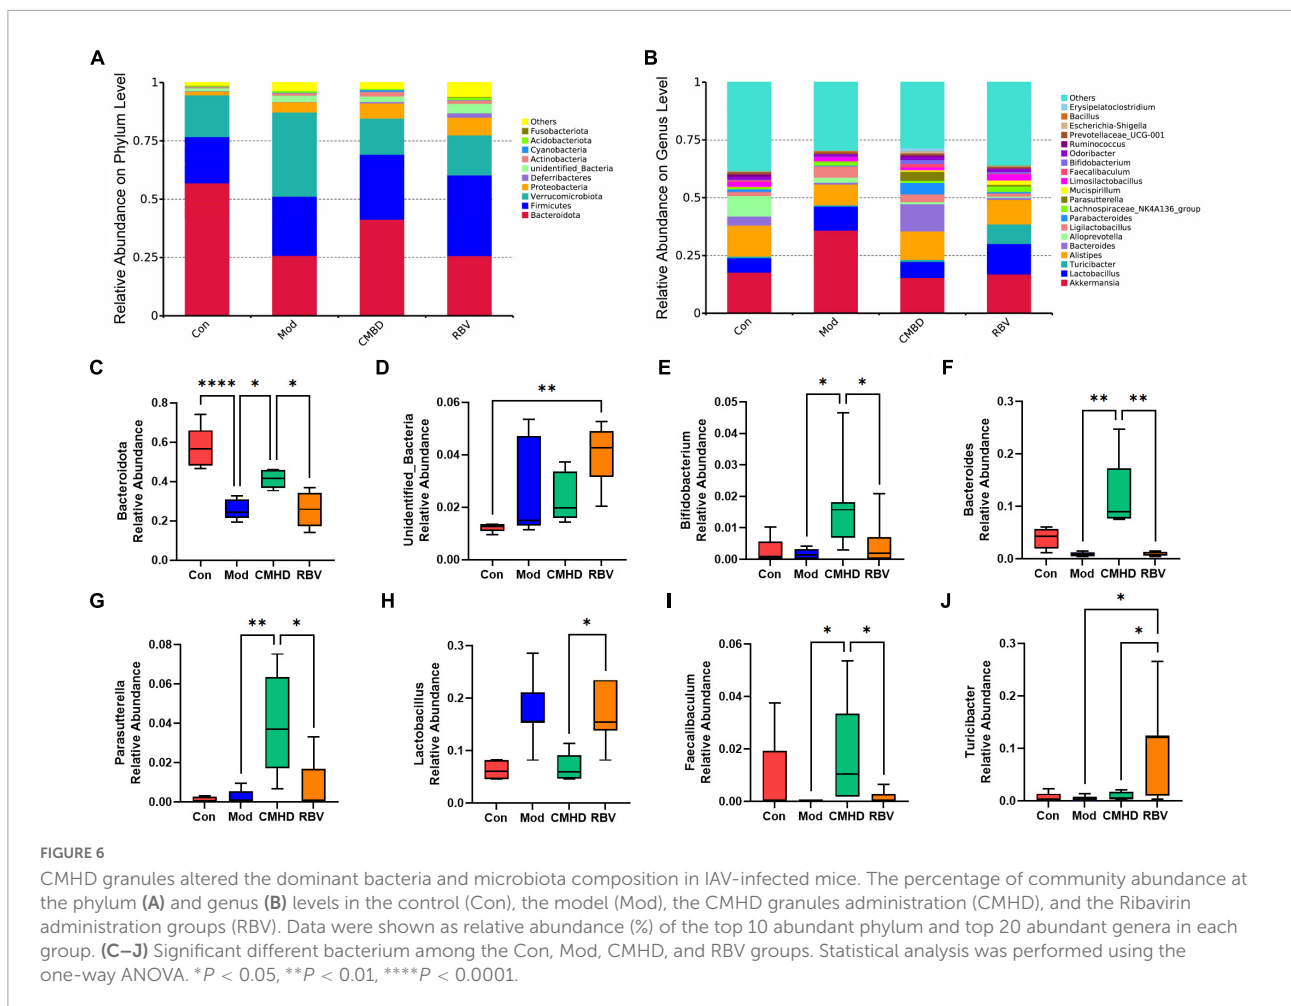 A
Relative Abundance on Phylum Level
1
0.75
0.5
0.25
0
Con
Mod
CMBD
RBV
Others
Fusobacteriota
Acidobacteriota
Cyanobacteria
Actinobacteria
unidentified_Bacteria
Deferribacteres
Proteobacteria
Verrucomicrobiota
Firmicutes
Bacteroidota
B
Relative Abundance on Genus Level
1
0.75
0.5
0.25
0
Con
Mod
CMBD
RBV
Others
Erysipelatoclostridium
Bacillus
Escherichia-Shigella
Prevotellaceae_UCG-001
Ruminococcus
Odoribacter
Bifidobacterium
Faecalibaculum
Limosilactobacillus
Mucispirillum
Parasutterella
Lachnospiraceae_NK4A136_group
Parabacteroides
Ligilactobacillus
Alloprevotella
Bacteroides
Alistipes
Turicibacter
Lactobacillus
Akkermansia
C
Bacteroidota
Relative Abundance
0.8
0.6
0.4
0.2
0.0
**** * *
Con Mod CMHD RBV
D
Unidentified_Bacteria
Relative Abundance
0.06
0.04
0.02
0.00
**
Con Mod CMHD RBV
E
Bifidobacterium
Relative Abundance
0.05
0.04
0.03
0.02
0.01
0.00
* *
Con Mod CMHD RBV
F
Bacteroides
Relative Abundance
0.3
0.2
0.1
0.0
** **
Con Mod CMHD RBV
G
Parasutterella
Relative Abundance
0.08
0.06
0.04
0.02
0.00
** *
Con Mod CMHD RBV
H
Lactobacillus
Relative Abundance
0.3
0.2
0.1
0.0
*
Con Mod CMHD RBV
I
Faecalibaculum
Relative Abundance
0.06
0.04
0.02
0.00
* *
Con Mod CMHD RBV
J
Turicibacter
Relative Abundance
0.3
0.2
0.1
0.0
*
*
Con Mod CMHD RBV
FIGURE 6
CMHD granules altered the dominant bacteria and microbiota composition in IAV-infected mice. The percentage of community abundance at
the phylum (A) and genus (B) levels in the control (Con), the model (Mod), the CMHD granules administration (CMHD), and the Ribavirin
administration groups (RBV). Data were shown as relative abundance (%) of the top 10 abundant phylum and top 20 abundant genera in each
group. (C–J) Significant different bacterium among the Con, Mod, CMHD, and RBV groups. Statistical analysis was performed using the
one-way ANOVA. *P < 0.05, **P < 0.01, ****P < 0.0001.